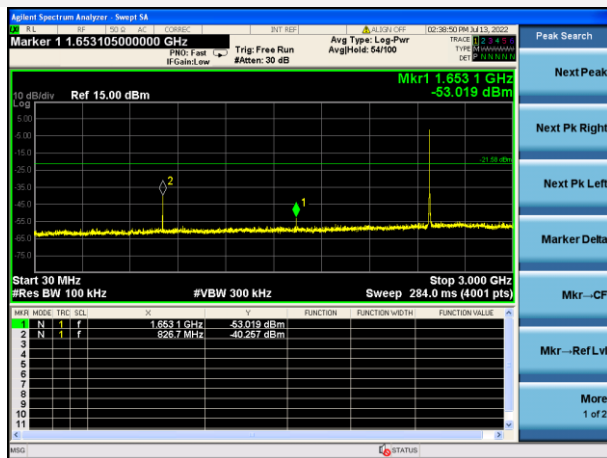 Agilent Spectrum Analyzer - Swept SA
RL RF 50 Ω AC CORREC INT REF ALIGN OFF 02:38:50 PM Jul 13, 2022
Marker 1 1.653105000000 GHz
PNO: Fast
IFGain:Low
Trig: Free Run
#Atten: 30 dB
Avg Type: Log-Pwr
Avg|Hold: 54/100
TRACE 1 2 3 4 5 6
TYPE M
DET P N N N N N
Mkr1 1.653 1 GHz
-53.019 dBm
10 dB/div Ref 15.00 dBm
Log
5.00
-5.00
-15.0
-21.59 dBm
-25.0
2
-35.0
-45.0
1
-55.0
-65.0
-75.0
Start 30 MHz Stop 3.000 GHz
#Res BW 100 kHz #VBW 300 kHz Sweep 284.0 ms (4001 pts)
MKR MODE TRC SCL X Y FUNCTION FUNCTION WIDTH FUNCTION VALUE
1 N 1 f 1.653 1 GHz -53.019 dBm
2 N 1 f 826.7 MHz -40.257 dBm
3
4
5
6
7
8
9
10
11
MSG STATUS
Peak Search
Next Peak
Next Pk Right
Next Pk Left
Marker Delta
Mkr→CF
Mkr→Ref Lvl
More
1 of 2